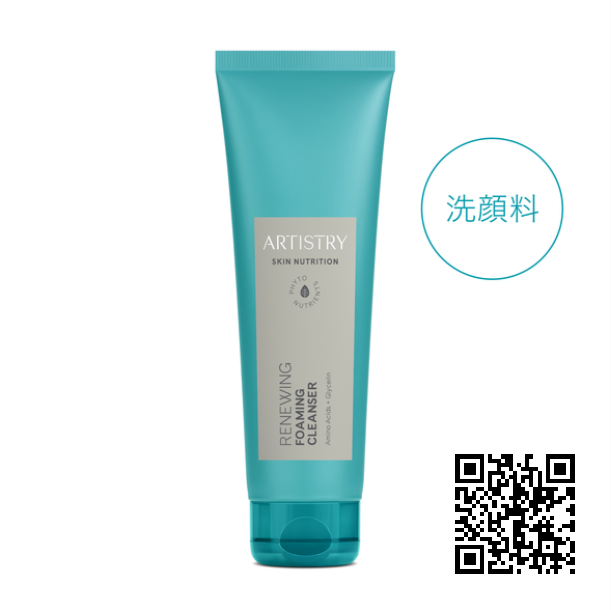 洗顔料
ARTISTRY
SKIN NUTRITION
PHYTO
NUTRIENTS
RENEWING
FOAMING
CLEANSER
Amino Acids + Glycerin